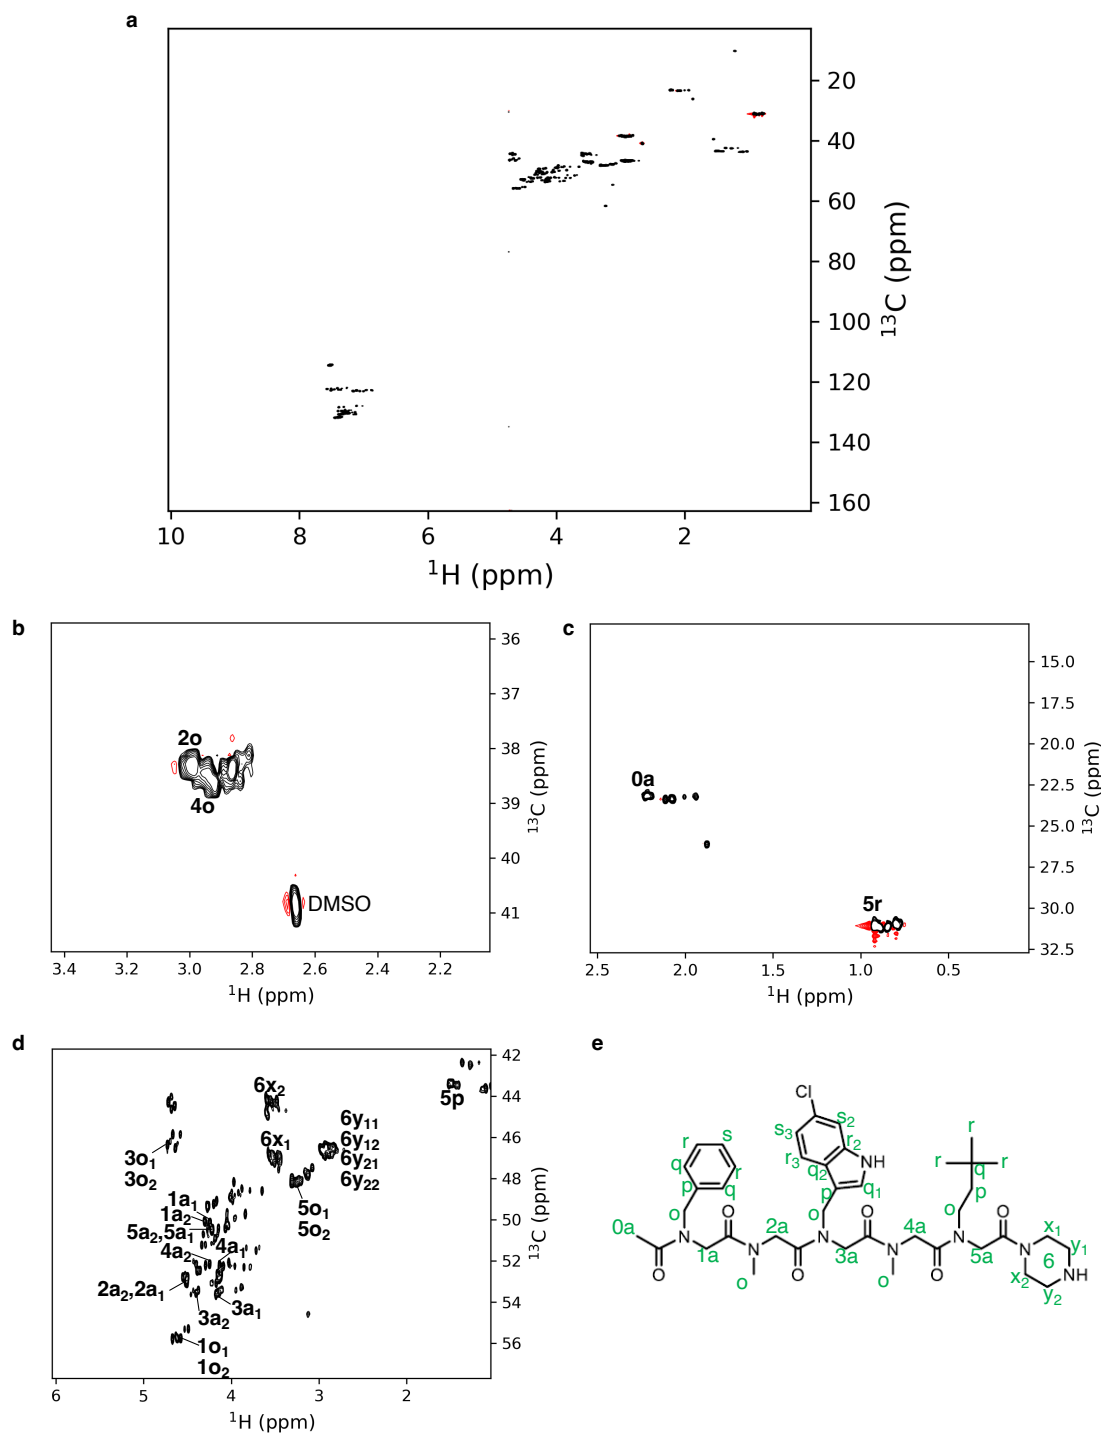 a
20
40
60
80
100
120
140
160
10
8
6
4
2
¹H (ppm)
¹³C (ppm)
b
2o
4o
DMSO
36
37
38
39
40
41
3.4
3.2
3.0
2.8
2.6
2.4
2.2
¹H (ppm)
¹³C (ppm)
c
0a
5r
15.0
17.5
20.0
22.5
25.0
27.5
30.0
32.5
2.5
2.0
1.5
1.0
0.5
¹H (ppm)
¹³C (ppm)
d
6x₂
5p
6y₁₁
6y₁₂
6y₂₁
6y₂₂
6x₁
3o₁
3o₂
5o₁
5o₂
1a₁
1a₂
5a₂,5a₁
4a₂
4a₁
2a₂,2a₁
3a₂
3a₁
1o₁
1o₂
42
44
46
48
50
52
54
56
6
5
4
3
2
¹H (ppm)
¹³C (ppm)
e
Cl
s₂
s₃
r₂
r₃
q₂
NH
p
q₁
o
r
s
q
r
p
q
o
r
r
r
q
p
o
0a
N
O
1a
O
N
o
2a
O
N
3a
O
N
o
4a
O
N
5a
O
N
x₁
y₁
6
NH
x₂
y₂